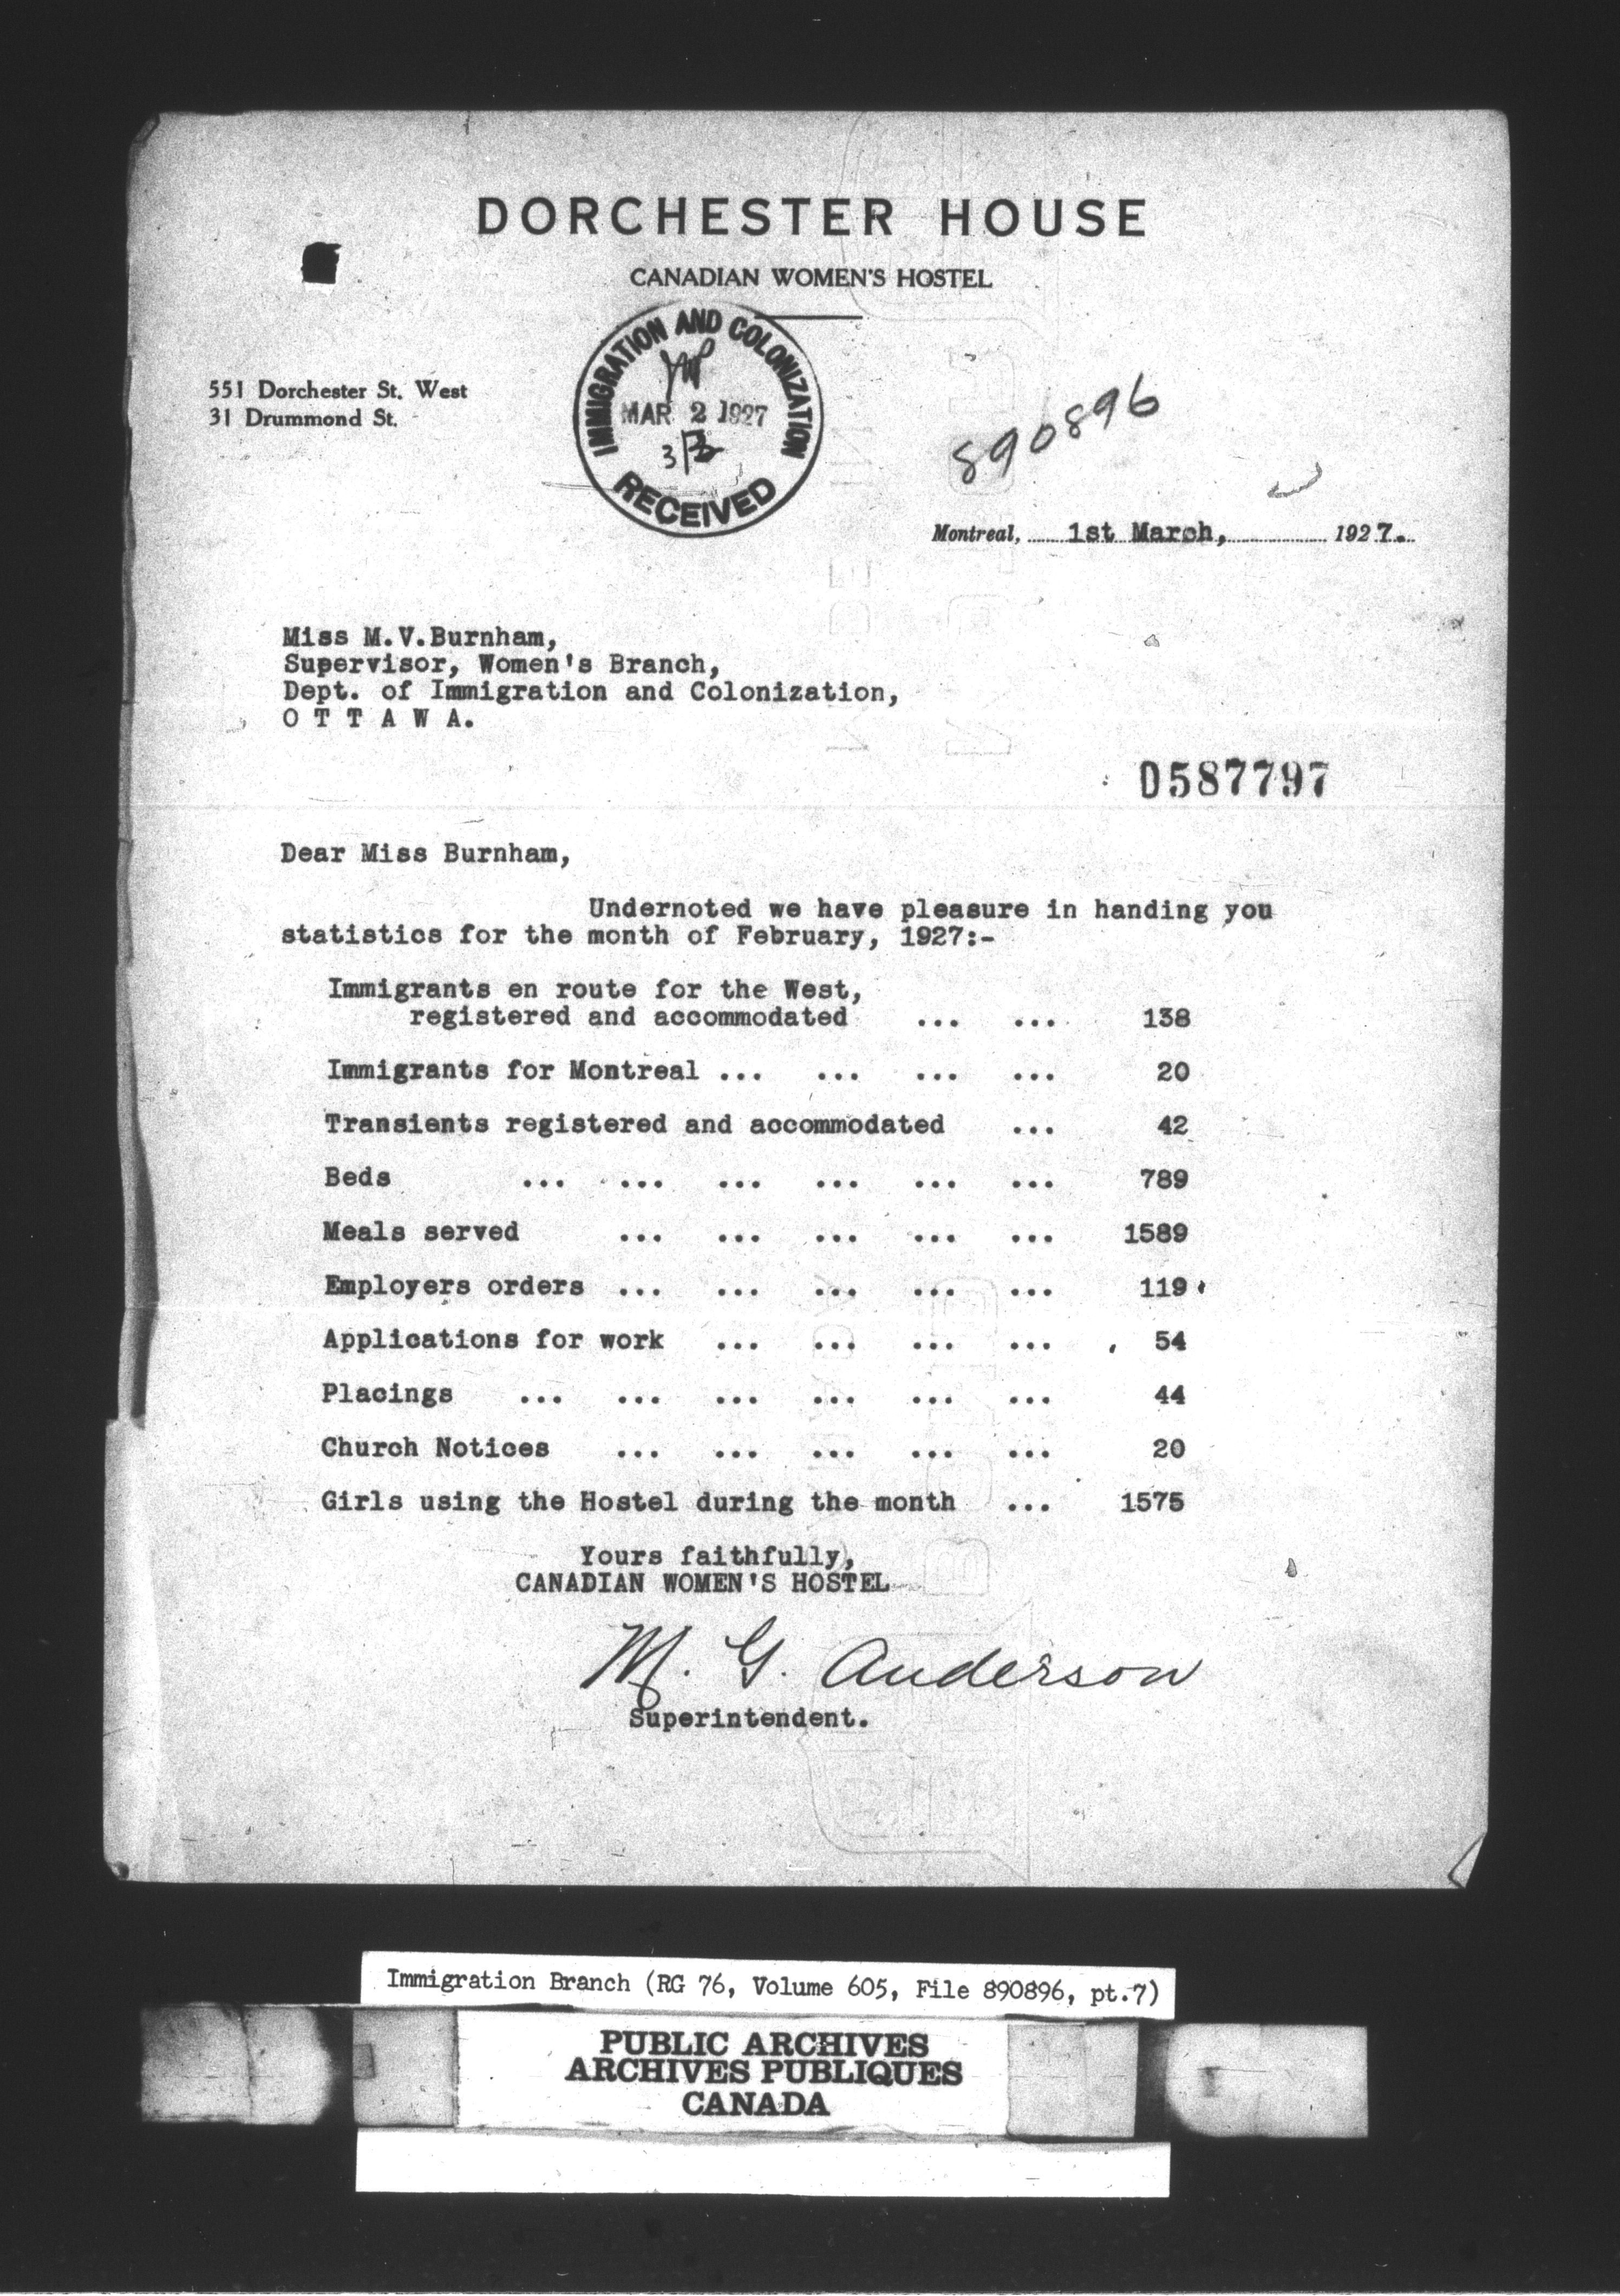 DORCHESTER HOUSE
CANADIAN WOMEN'S HOSTEL
551 Dorchester St. West
31 Drummond St.
IMMIGRATION AND COLONIZATION
MAR 2 1927
RECEIVED
890896
Montreal, 1st March, 1927.
Miss M.V.Burnham,
Supervisor, Women's Branch,
Dept. of Immigration and Colonization,
O T T A W A.
0587797
Dear Miss Burnham,
Undernoted we have pleasure in handing you
statistics for the month of February, 1927:-
Immigrants en route for the West,
registered and accommodated ... ... 138
Immigrants for Montreal ... ... ... ... 20
Transients registered and accommodated ... 42
Beds ... ... ... ... ... ... 789
Meals served ... ... ... ... ... 1589
Employers orders ... ... ... ... ... 119
Applications for work ... ... ... ... 54
Placings ... ... ... ... ... ... 44
Church Notices ... ... ... ... ... 20
Girls using the Hostel during the month ... 1575
Yours faithfully,
CANADIAN WOMEN'S HOSTEL
M. G. Anderson
Superintendent.
Immigration Branch (RG 76, Volume 605, File 890896, pt.7)
PUBLIC ARCHIVES
ARCHIVES PUBLIQUES
CANADA